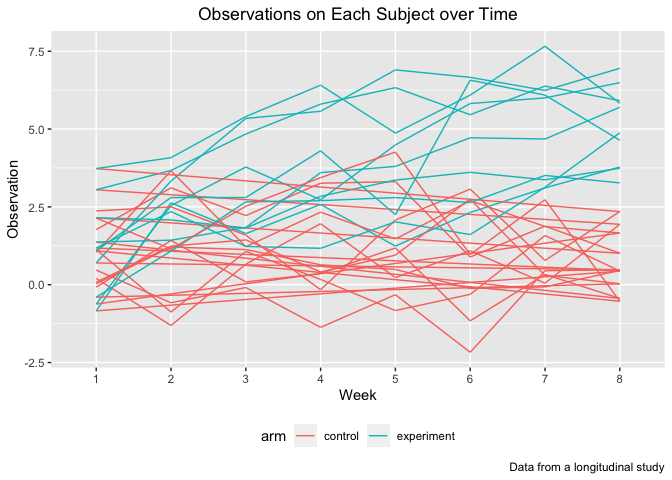 Observations on Each Subject over Time
Observation
7.5
5.0
2.5
0.0
-2.5
1 2 3 4 5 6 7 8
Week
arm control experiment
Data from a longitudinal study